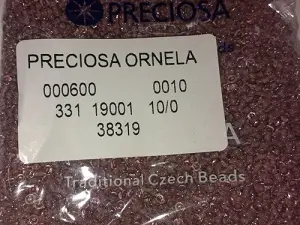 PRECIOSA
PRECIOSA ORNELA
000600 0010
331 19001 10/0
38319
Traditional Czech Beads